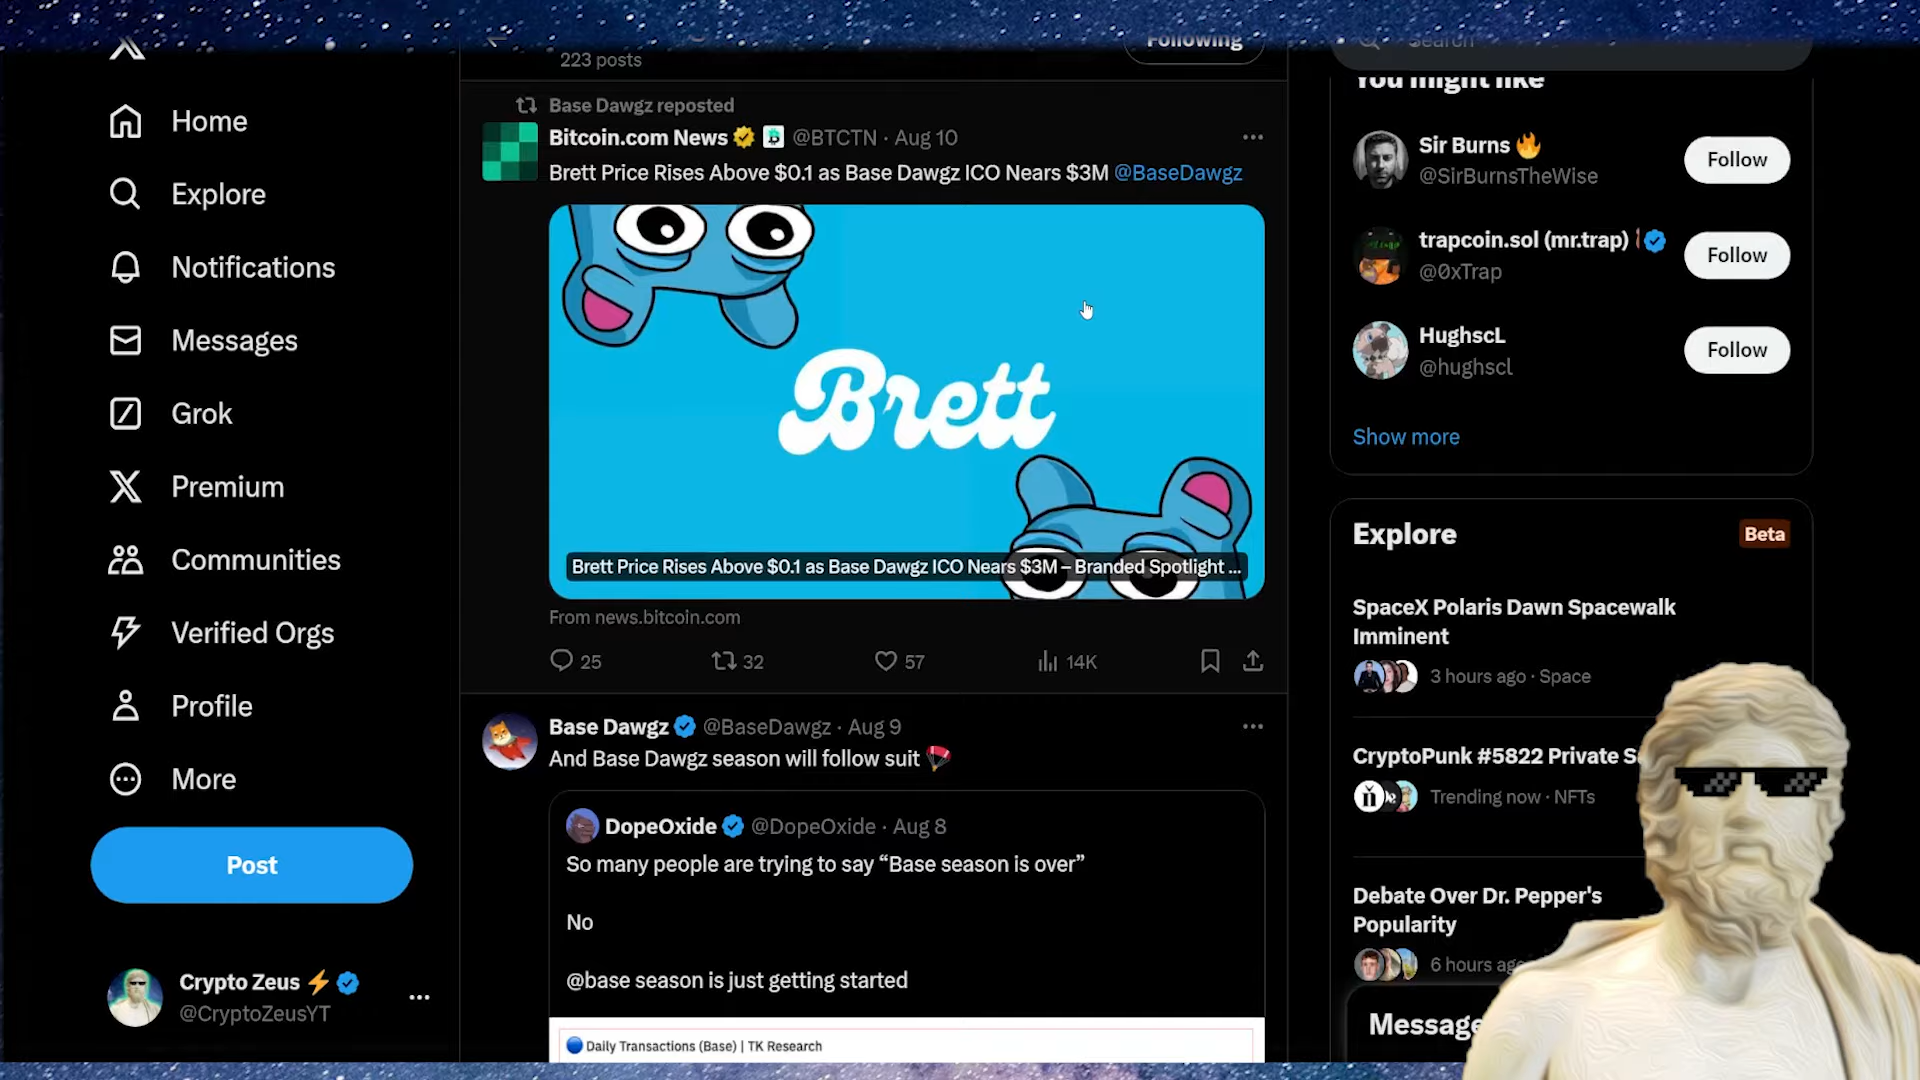 Home
Explore
Notifications
Messages
Grok
Premium
Communities
Verified Orgs
Profile
More
Post
Crypto Zeus
@CryptoZeusYT
223 posts
Following
Base Dawgz reposted
Bitcoin.com News @BTCTN · Aug 10
Brett Price Rises Above $0.1 as Base Dawgz ICO Nears $3M @BaseDawgz
Brett
Brett Price Rises Above $0.1 as Base Dawgz ICO Nears $3M – Branded Spotlight ...
From news.bitcoin.com
25 32 57 14K
Base Dawgz @BaseDawgz · Aug 9
And Base Dawgz season will follow suit
DopeOxide @DopeOxide · Aug 8
So many people are trying to say “Base season is over”
No
@base season is just getting started
Daily Transactions (Base) | TK Research
Search
You might like
Sir Burns
@SirBurnsTheWise
Follow
trapcoin.sol (mr.trap)
@0xTrap
Follow
HughscL
@hughscl
Follow
Show more
Explore
Beta
SpaceX Polaris Dawn Spacewalk
Imminent
3 hours ago · Space
CryptoPunk #5822 Private
Trending now · NFTs
Debate Over Dr. Pepper's
Popularity
6 hours